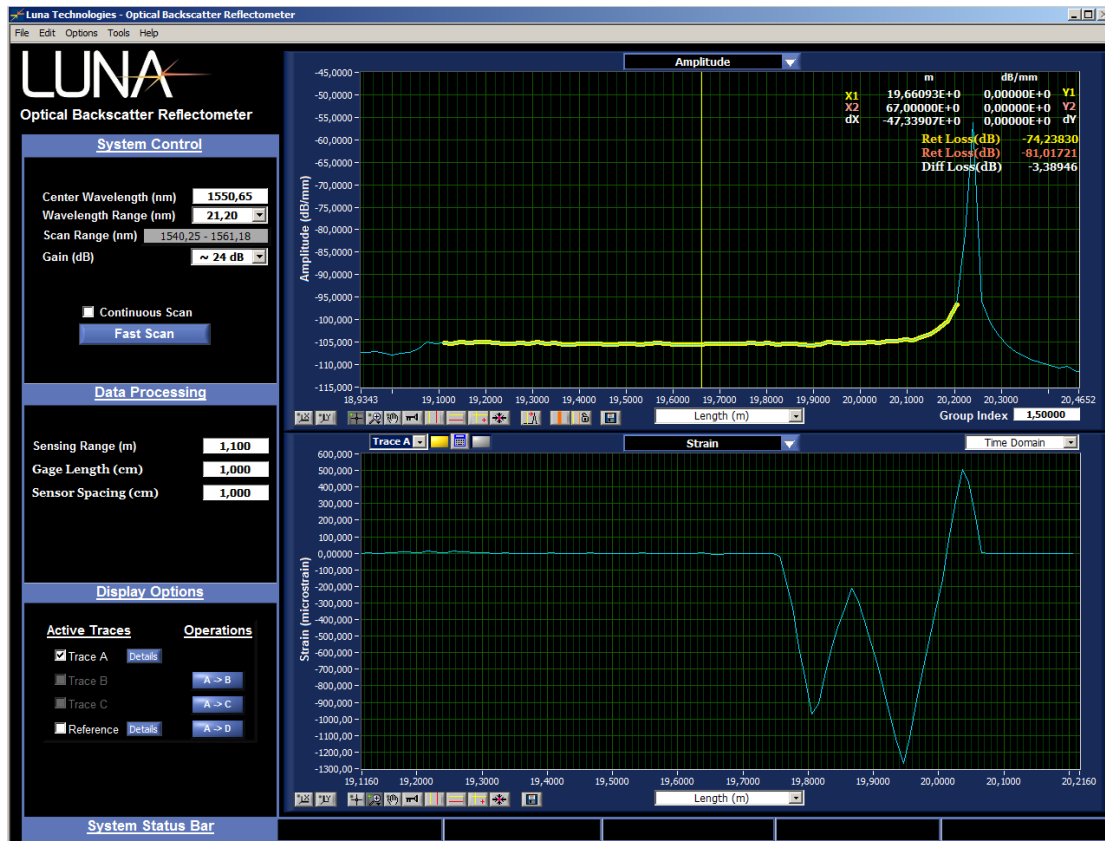 Luna Technologies - Optical Backscatter Reflectometer
File Edit Options Tools Help
LUNA
Optical Backscatter Reflectometer
System Control
Center Wavelength (nm) 1550,65
Wavelength Range (nm) 21,20
Scan Range (nm) 1540,25 - 1561,18
Gain (dB) ~ 24 dB
Continuous Scan
Fast Scan
Data Processing
Sensing Range (m) 1,100
Gage Length (cm) 1,000
Sensor Spacing (cm) 1,000
Display Options
Active Traces Operations
Trace A Details
Trace B A -> B
Trace C A -> C
Reference Details A -> D
System Status Bar
Amplitude
m dB/mm
X1 19,66093E+0 0,00000E+0 Y1
X2 67,00000E+0 0,00000E+0 Y2
dX -47,33907E+0 0,00000E+0 dY
Ret Loss(dB) -74,23830
Ret Loss(dB) -81,01721
Diff Loss(dB) -3,38946
Amplitude (dB/mm)
-45,0000
-50,0000
-55,0000
-60,0000
-65,0000
-70,0000
-75,0000
-80,0000
-85,0000
-90,0000
-95,0000
-100,000
-105,000
-110,000
-115,000
18,9343 19,1000 19,2000 19,3000 19,4000 19,5000 19,6000 19,7000 19,8000 19,9000 20,0000 20,1000 20,2000 20,3000 20,4652
Length (m)
Group Index 1,50000
Trace A
Strain
Time Domain
Strain (microstrain)
600,000
500,000
400,000
300,000
200,000
100,000
0,00000
-100,000
-200,000
-300,000
-400,000
-500,000
-600,000
-700,000
-800,000
-900,000
-1000,00
-1100,00
-1200,00
-1300,00
19,1160 19,2000 19,3000 19,4000 19,5000 19,6000 19,7000 19,8000 19,9000 20,0000 20,1000 20,2160
Length (m)